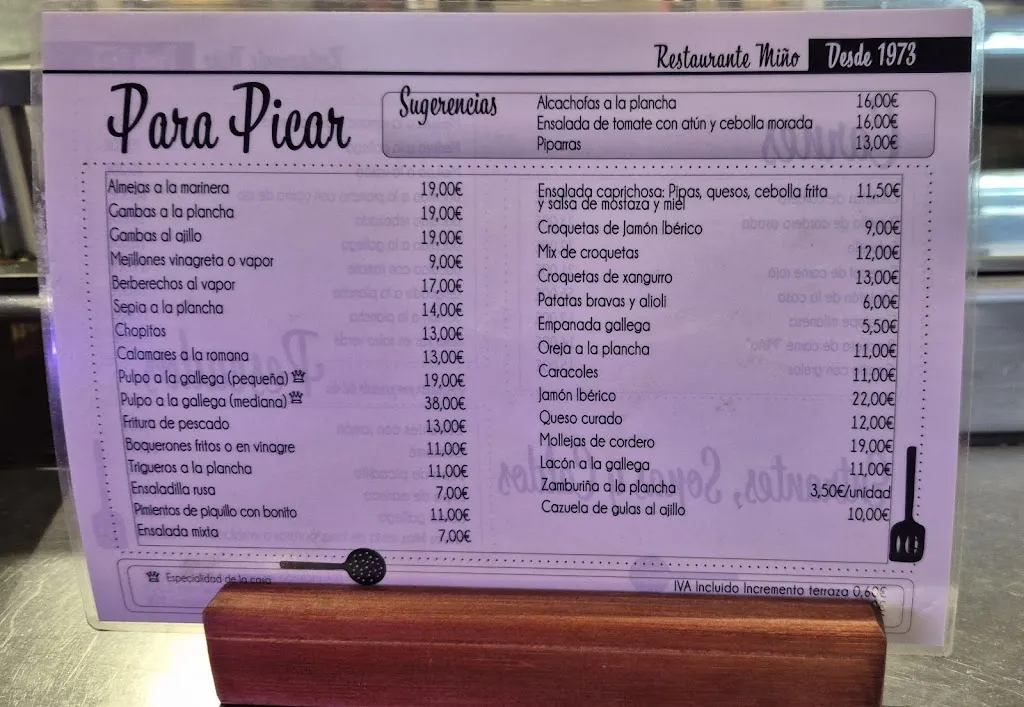 Restaurante Miño Desde 1973
Para Picar
Sugerencias
Alcachofas a la plancha 16,00€
Ensalada de tomate con atún y cebolla morada 16,00€
Piparras 13,00€
Almejas a la marinera 19,00€
Gambas a la plancha 19,00€
Gambas al ajillo 19,00€
Mejillones vinagreta o vapor 9,00€
Berberechos al vapor 17,00€
Sepia a la plancha 14,00€
Chopitos 13,00€
Calamares a la romana 13,00€
Pulpo a la gallega (pequeña) 19,00€
Pulpo a la gallega (mediana) 38,00€
Fritura de pescado 13,00€
Boquerones fritos o en vinagre 11,00€
Trigueros a la plancha 11,00€
Ensaladilla rusa 7,00€
Pimientos de piquillo con bonito 11,00€
Ensalada mixta 7,00€
Ensalada caprichosa: Pipas, quesos, cebolla frita 11,50€
y salsa de mostaza y miel
Croquetas de Jamón Ibérico 9,00€
Mix de croquetas 12,00€
Croquetas de xangurro 13,00€
Patatas bravas y alioli 6,00€
Empanada gallega 5,50€
Oreja a la plancha 11,00€
Caracoles 11,00€
Jamón Ibérico 22,00€
Queso curado 12,00€
Mollejas de cordero 19,00€
Lacón a la gallega 11,00€
Zamburiña a la plancha 3,50€/unidad
Cazuela de gulas al ajillo 10,00€
Especialidad de la casa
IVA Incluido Incremento terraza 0,60€